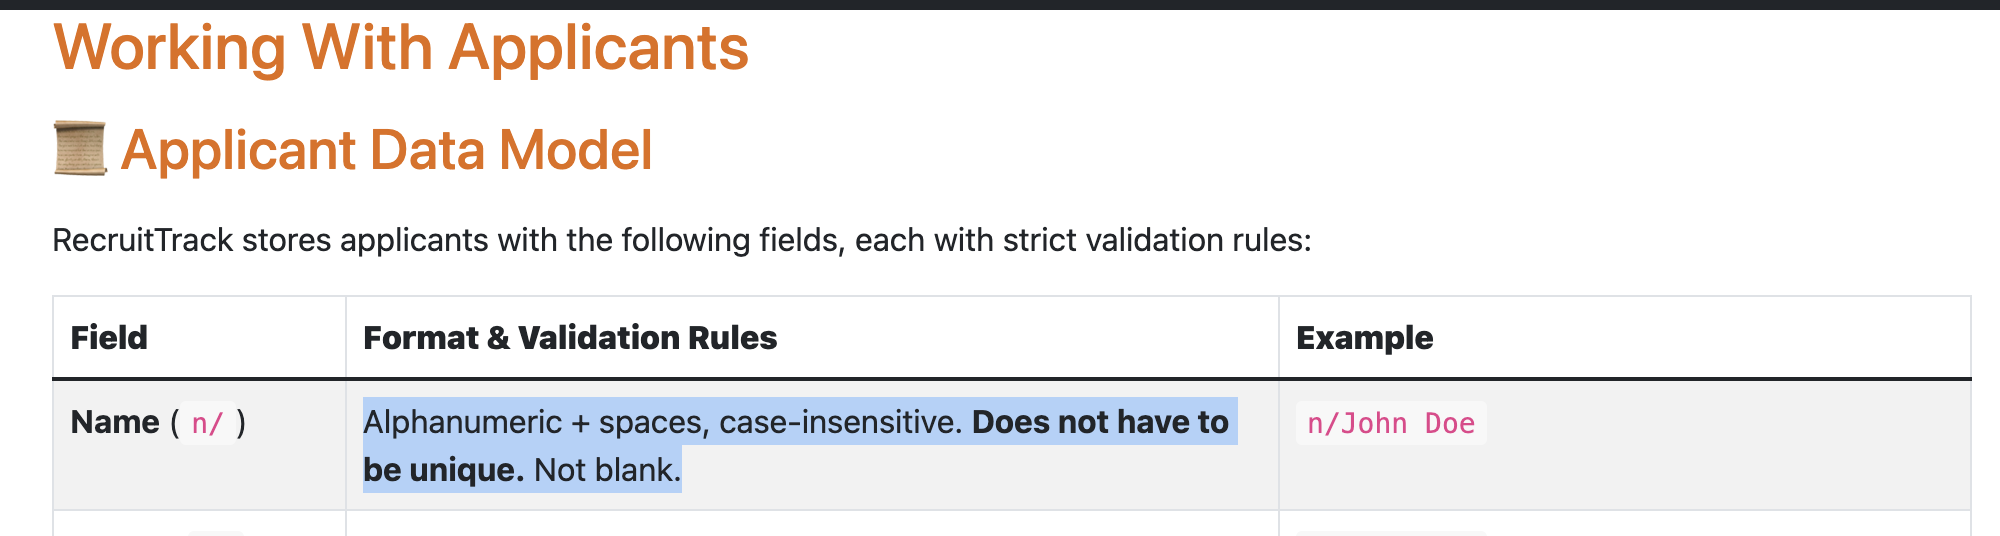 Working With Applicants
Applicant Data Model
RecruitTrack stores applicants with the following fields, each with strict validation rules:
Field
Format & Validation Rules
Example
Name ( n/ )
Alphanumeric + spaces, case-insensitive. Does not have to
be unique. Not blank.
n/John Doe